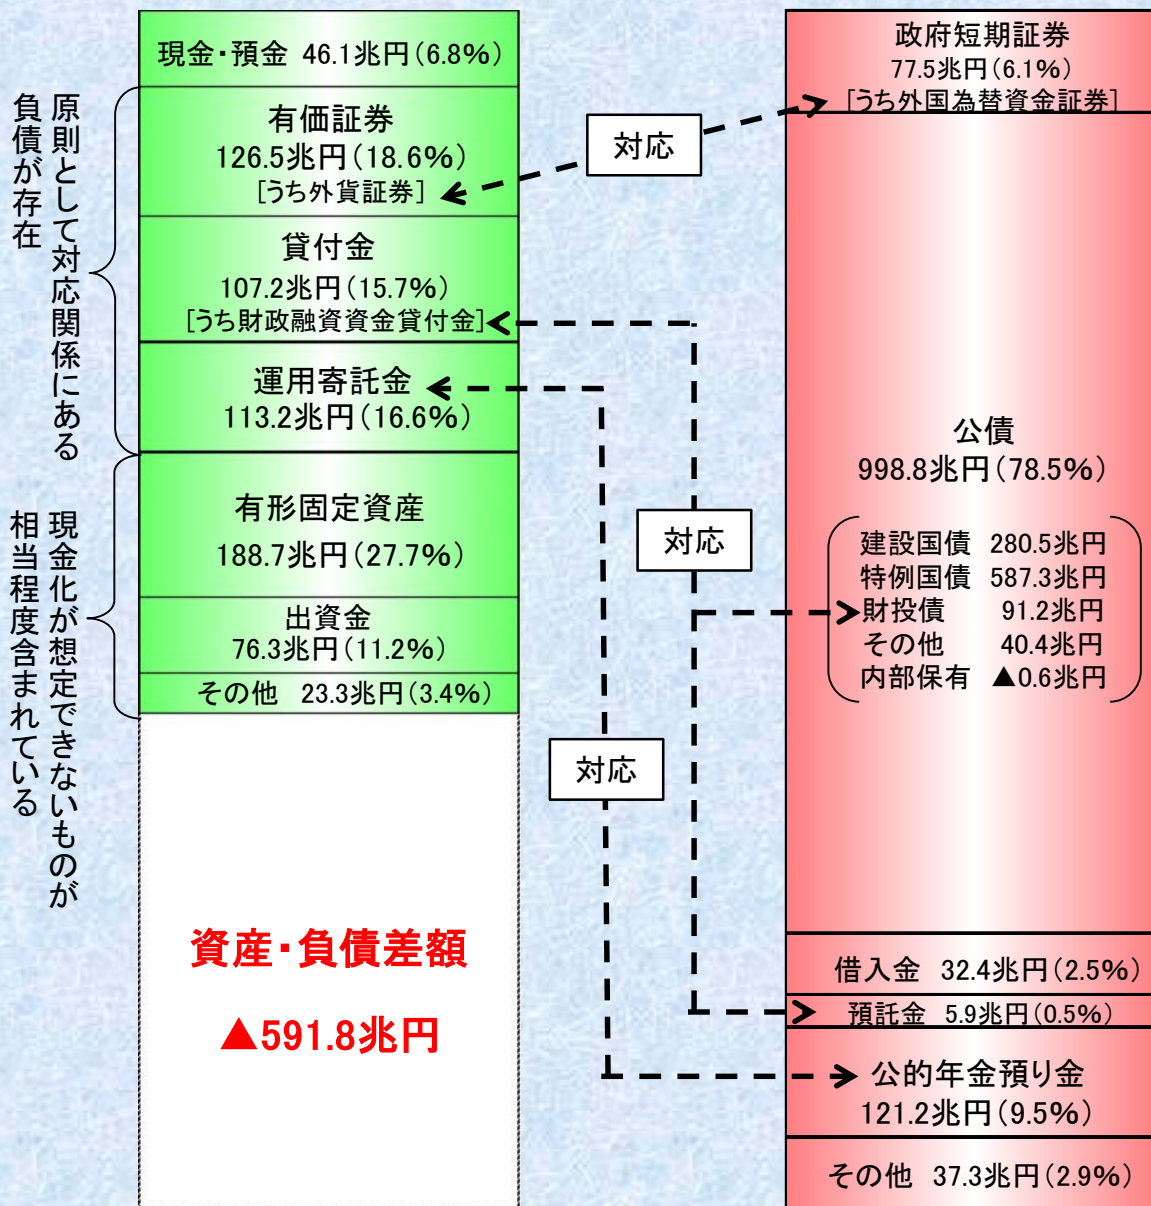 原則として対応関係にある
負債が存在
現金化が想定できないものが
相当程度含まれている
現金・預金 46.1兆円(6.8%)
有価証券
126.5兆円(18.6%)
[うち外貨証券]
貸付金
107.2兆円(15.7%)
[うち財政融資資金貸付金]
運用寄託金
113.2兆円(16.6%)
有形固定資産
188.7兆円(27.7%)
出資金
76.3兆円(11.2%)
その他 23.3兆円(3.4%)
資産・負債差額
▲591.8兆円
対応
対応
対応
政府短期証券
77.5兆円(6.1%)
[うち外国為替資金証券]
公債
998.8兆円(78.5%)
建設国債 280.5兆円
特例国債 587.3兆円
財投債 91.2兆円
その他 40.4兆円
内部保有 ▲0.6兆円
借入金 32.4兆円(2.5%)
預託金 5.9兆円(0.5%)
公的年金預り金
121.2兆円(9.5%)
その他 37.3兆円(2.9%)